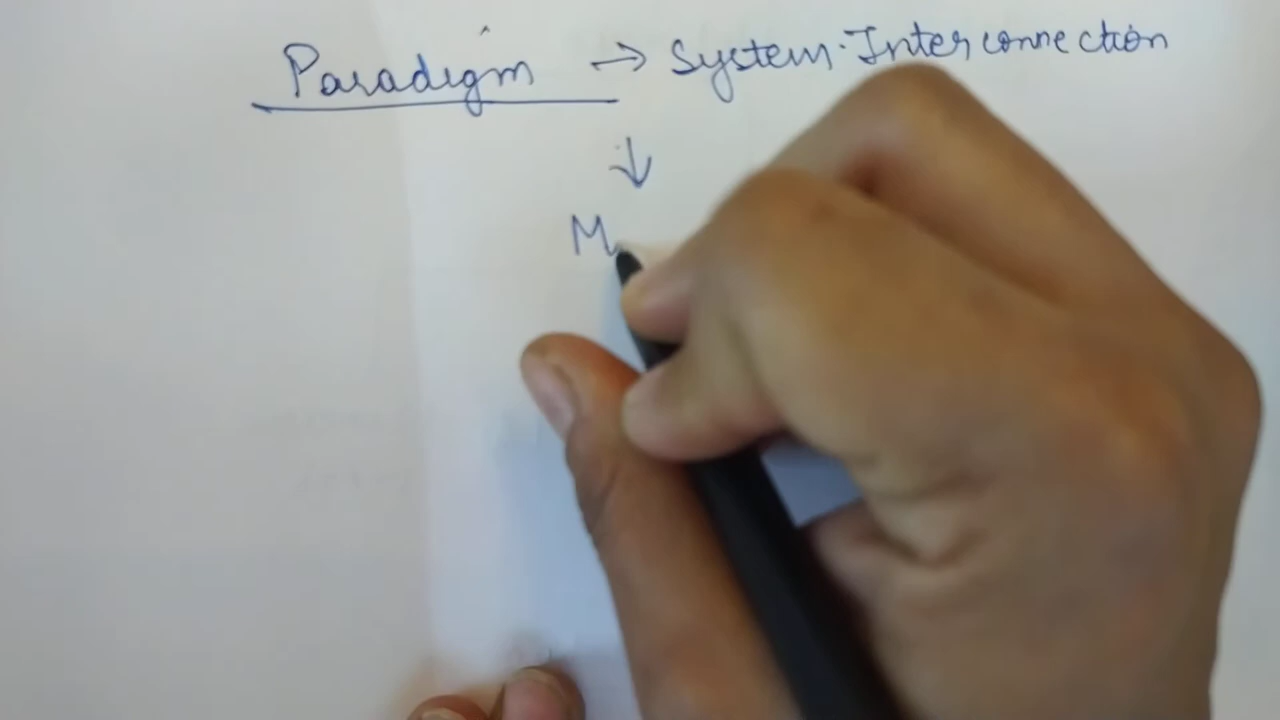 Paradigm → System Interconnection
↓
M